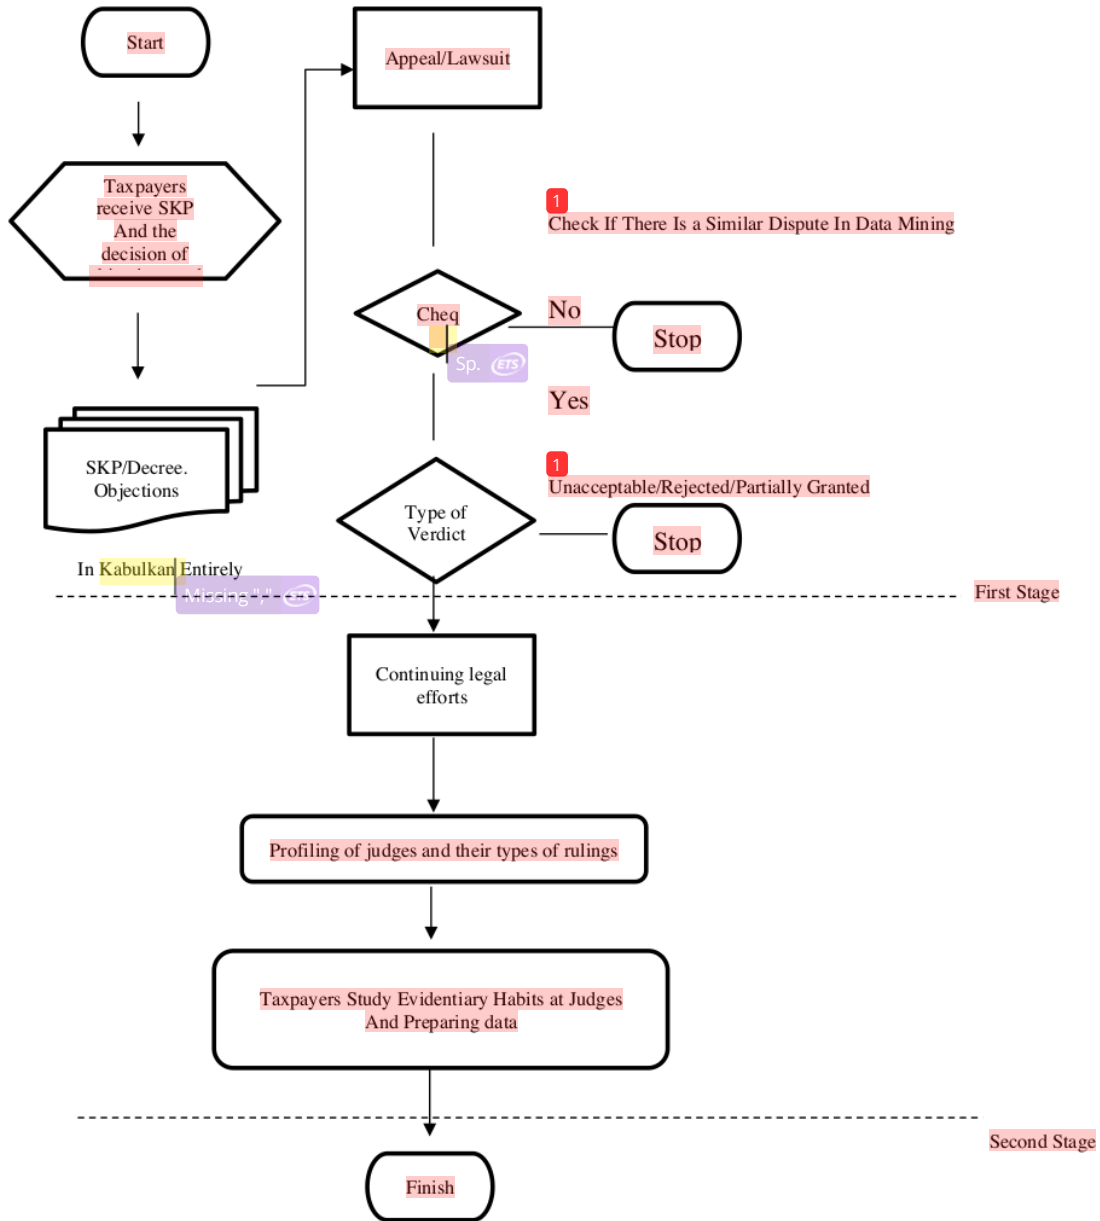 Start
Appeal/Lawsuit
Taxpayers
receive SKP
And the
decision of
1
Check If There Is a Similar Dispute In Data Mining
Cheq
No
Stop
Sp. ETS
Yes
SKP/Decree.
Objections
1
Unacceptable/Rejected/Partially Granted
Type of
Verdict
Stop
In Kabulkan Entirely
Missing "," ETS
First Stage
Continuing legal
efforts
Profiling of judges and their types of rulings
Taxpayers Study Evidentiary Habits at Judges
And Preparing data
Second Stage
Finish